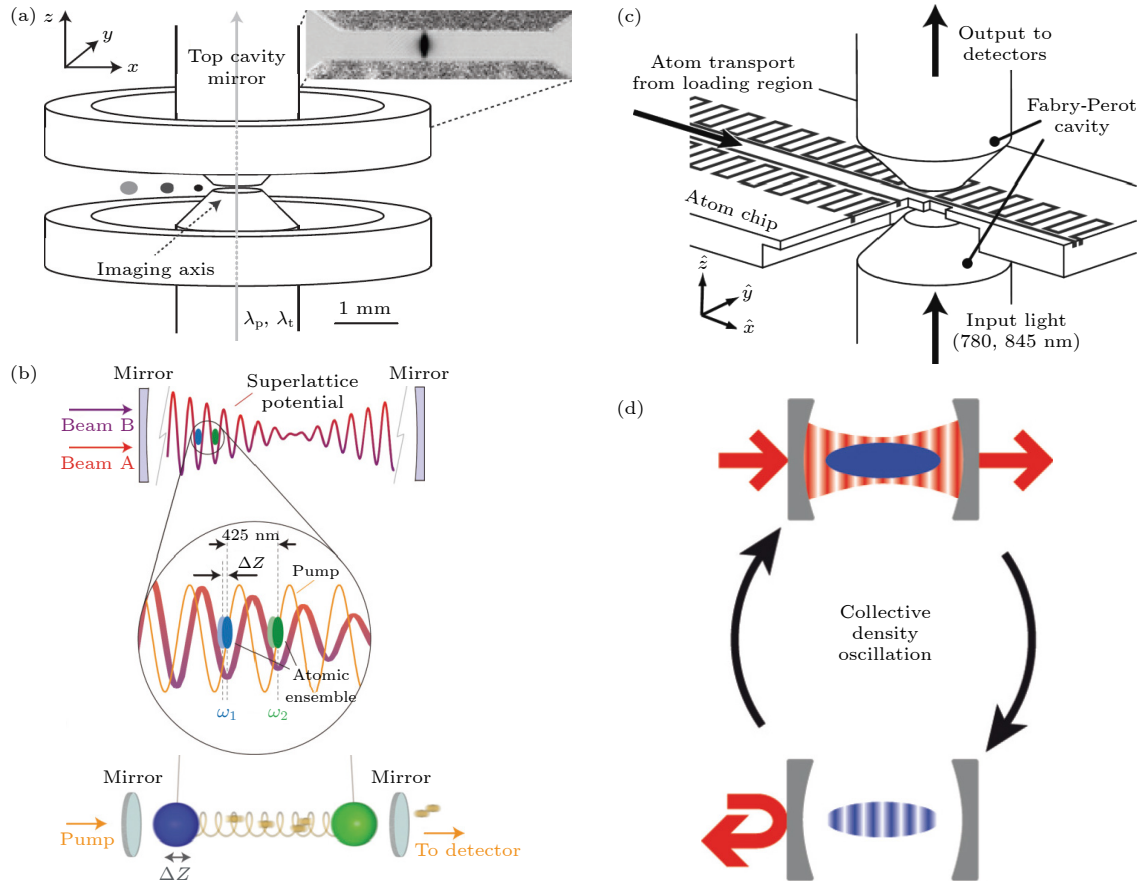 (a)
z
y
x
Top cavity
mirror
Imaging axis
λp, λt
1 mm
(b)
Mirror
Superlattice
potential
Mirror
Beam B
Beam A
425 nm
ΔZ
Pump
Atomic
ensemble
ω1
ω2
Mirror
Mirror
Pump
To detector
ΔZ
(c)
Output to
detectors
Atom transport
from loading region
Fabry-Perot
cavity
Atom chip
ẑ
ŷ
x̂
Input light
(780, 845 nm)
(d)
Collective
density
oscillation